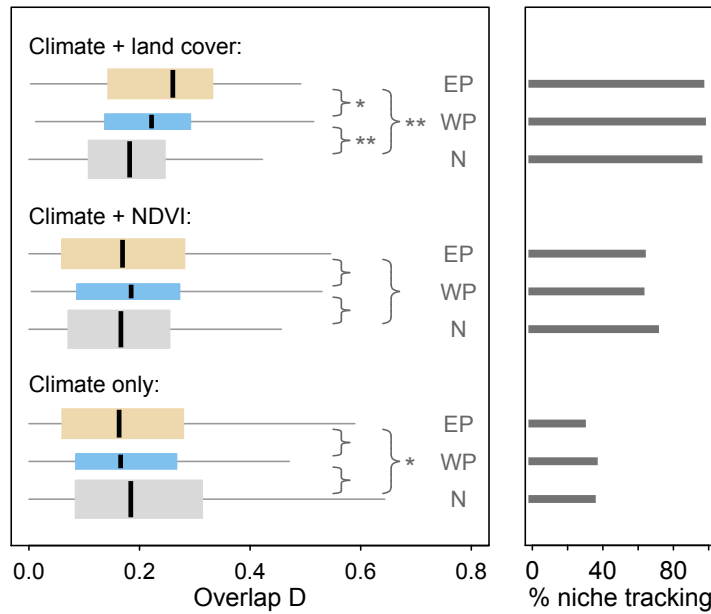 Climate + land cover:
EP
*
WP
**
**
N
Climate + NDVI:
EP
WP
N
Climate only:
EP
WP
*
N
0.0 0.2 0.4 0.6 0.8
Overlap D
0 40 80
% niche tracking